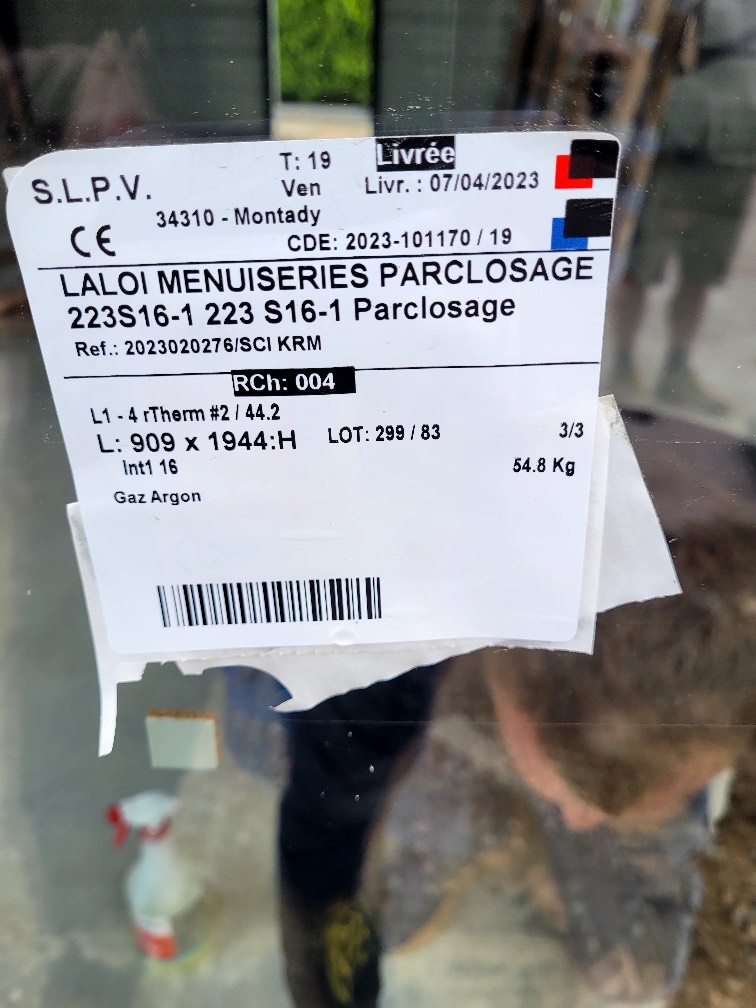 S.L.P.V.
T: 19
Livrée
Ven
Livr. : 07/04/2023
34310 - Montady
CE
CDE: 2023-101170 / 19
LALOI MENUISERIES PARCLOSAGE
223S16-1 223 S16-1 Parclosage
Ref.: 2023020276/SCI KRM
RCh: 004
L1 - 4 rTherm #2 / 44.2
L: 909 x 1944:H
LOT: 299 / 83
3/3
Int1 16
54.8 Kg
Gaz Argon